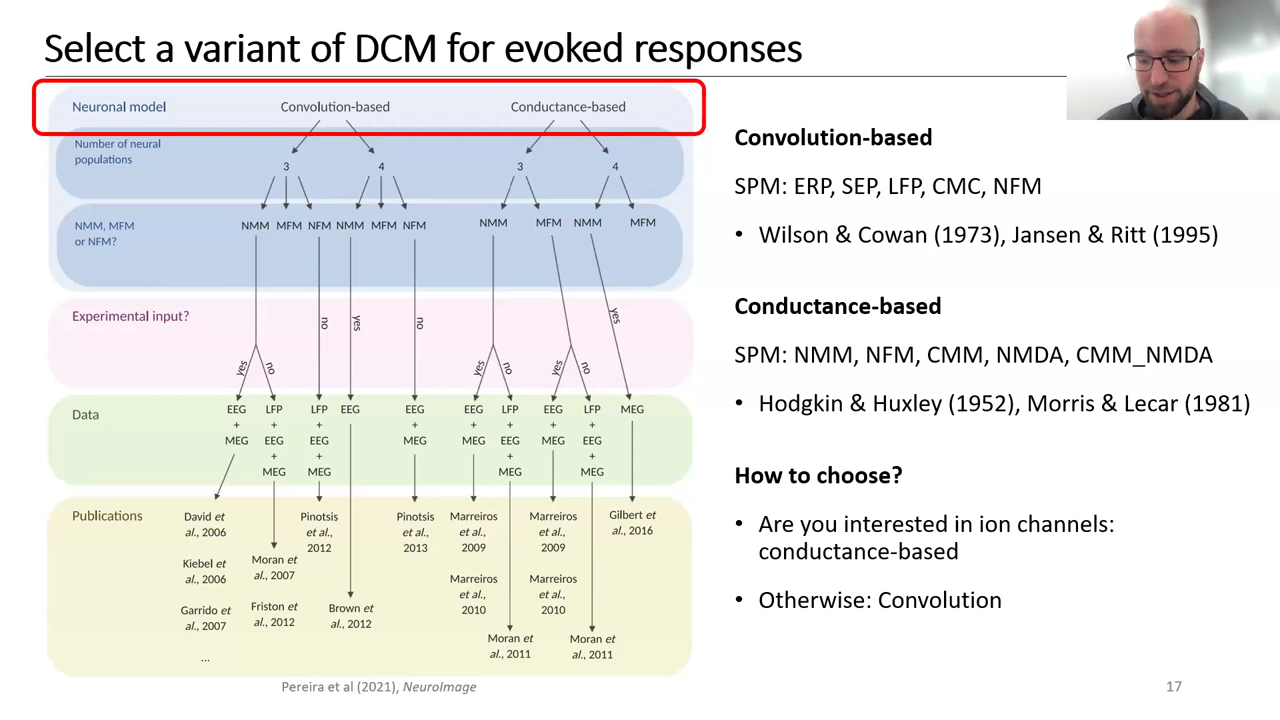 Select a variant of DCM for evoked responses
Neuronal model
Convolution-based
Conductance-based
Number of neural
populations
3
4
3
4
NMM, MFM
or NFM?
NMM
MFM
NFM
NMM
MFM
NFM
NMM
MFM
NMM
MFM
Experimental input?
yes
no
no
yes
no
yes
no
yes
no
yes
Data
EEG
+
MEG
LFP
+
EEG
+
MEG
LFP
+
EEG
+
MEG
EEG
EEG
+
MEG
EEG
+
MEG
LFP
+
EEG
+
MEG
EEG
+
MEG
LFP
+
EEG
+
MEG
MEG
Publications
David et
al., 2006
Kiebel et
al., 2006
Garrido et
al., 2007
...
Moran et
al., 2007
Friston et
al., 2012
Pinotsis
et al.,
2012
Brown et
al., 2012
Pinotsis
et al.,
2013
Marreiros
et al.,
2009
Marreiros
et al.,
2010
Moran et
al., 2011
Marreiros
et al.,
2009
Marreiros
et al.,
2010
Moran et
al., 2011
Gilbert et
al., 2016
Pereira et al (2021), NeuroImage
Convolution-based
SPM: ERP, SEP, LFP, CMC, NFM
• Wilson & Cowan (1973), Jansen & Ritt (1995)
Conductance-based
SPM: NMM, NFM, CMM, NMDA, CMM_NMDA
• Hodgkin & Huxley (1952), Morris & Lecar (1981)
How to choose?
• Are you interested in ion channels:
conductance-based
• Otherwise: Convolution
17